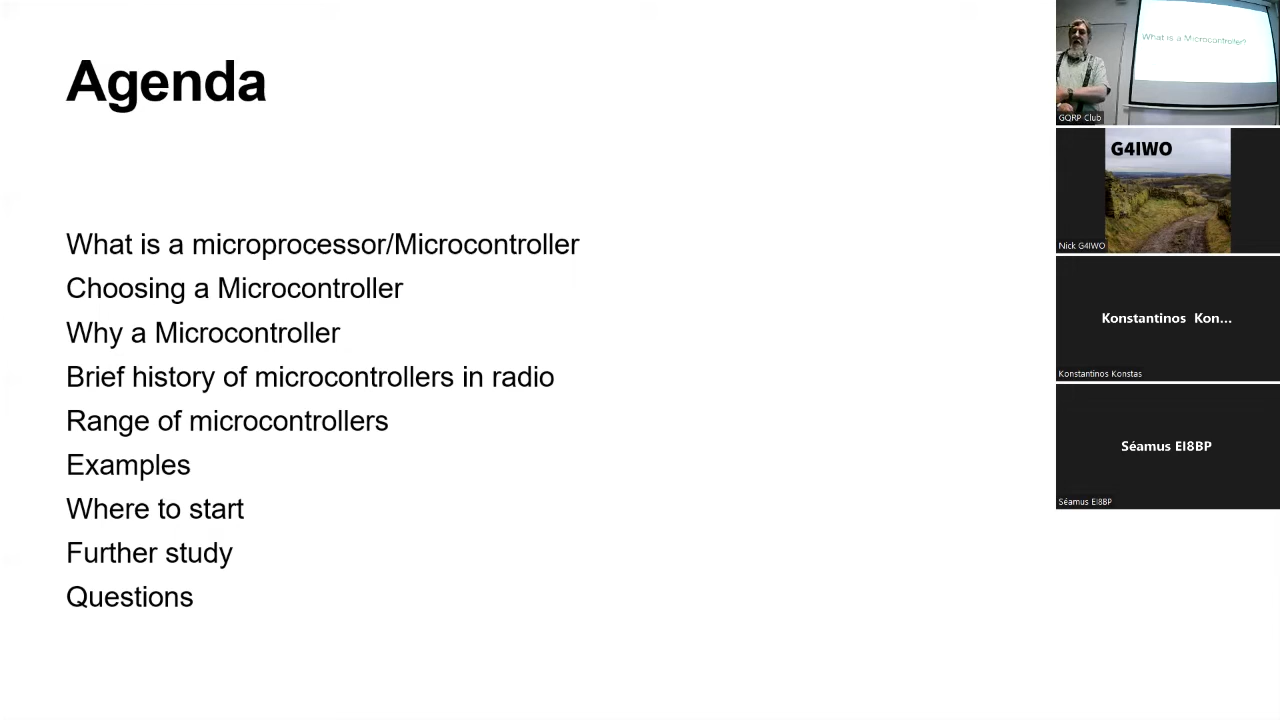 Agenda
What is a microprocessor/Microcontroller
Choosing a Microcontroller
Why a Microcontroller
Brief history of microcontrollers in radio
Range of microcontrollers
Examples
Where to start
Further study
Questions
What is a Microcontroller?
GQRP Club
G4IWO
Nick G4IWO
Konstantinos Kon...
Konstantinos Konstas
Séamus EI8BP
Séamus EI8BP